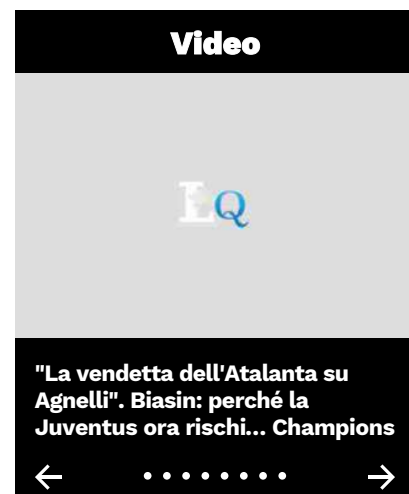 Video
LQ
"La vendetta dell'Atalanta su
Agnelli". Biasin: perché la
Juventus ora rischi... Champions